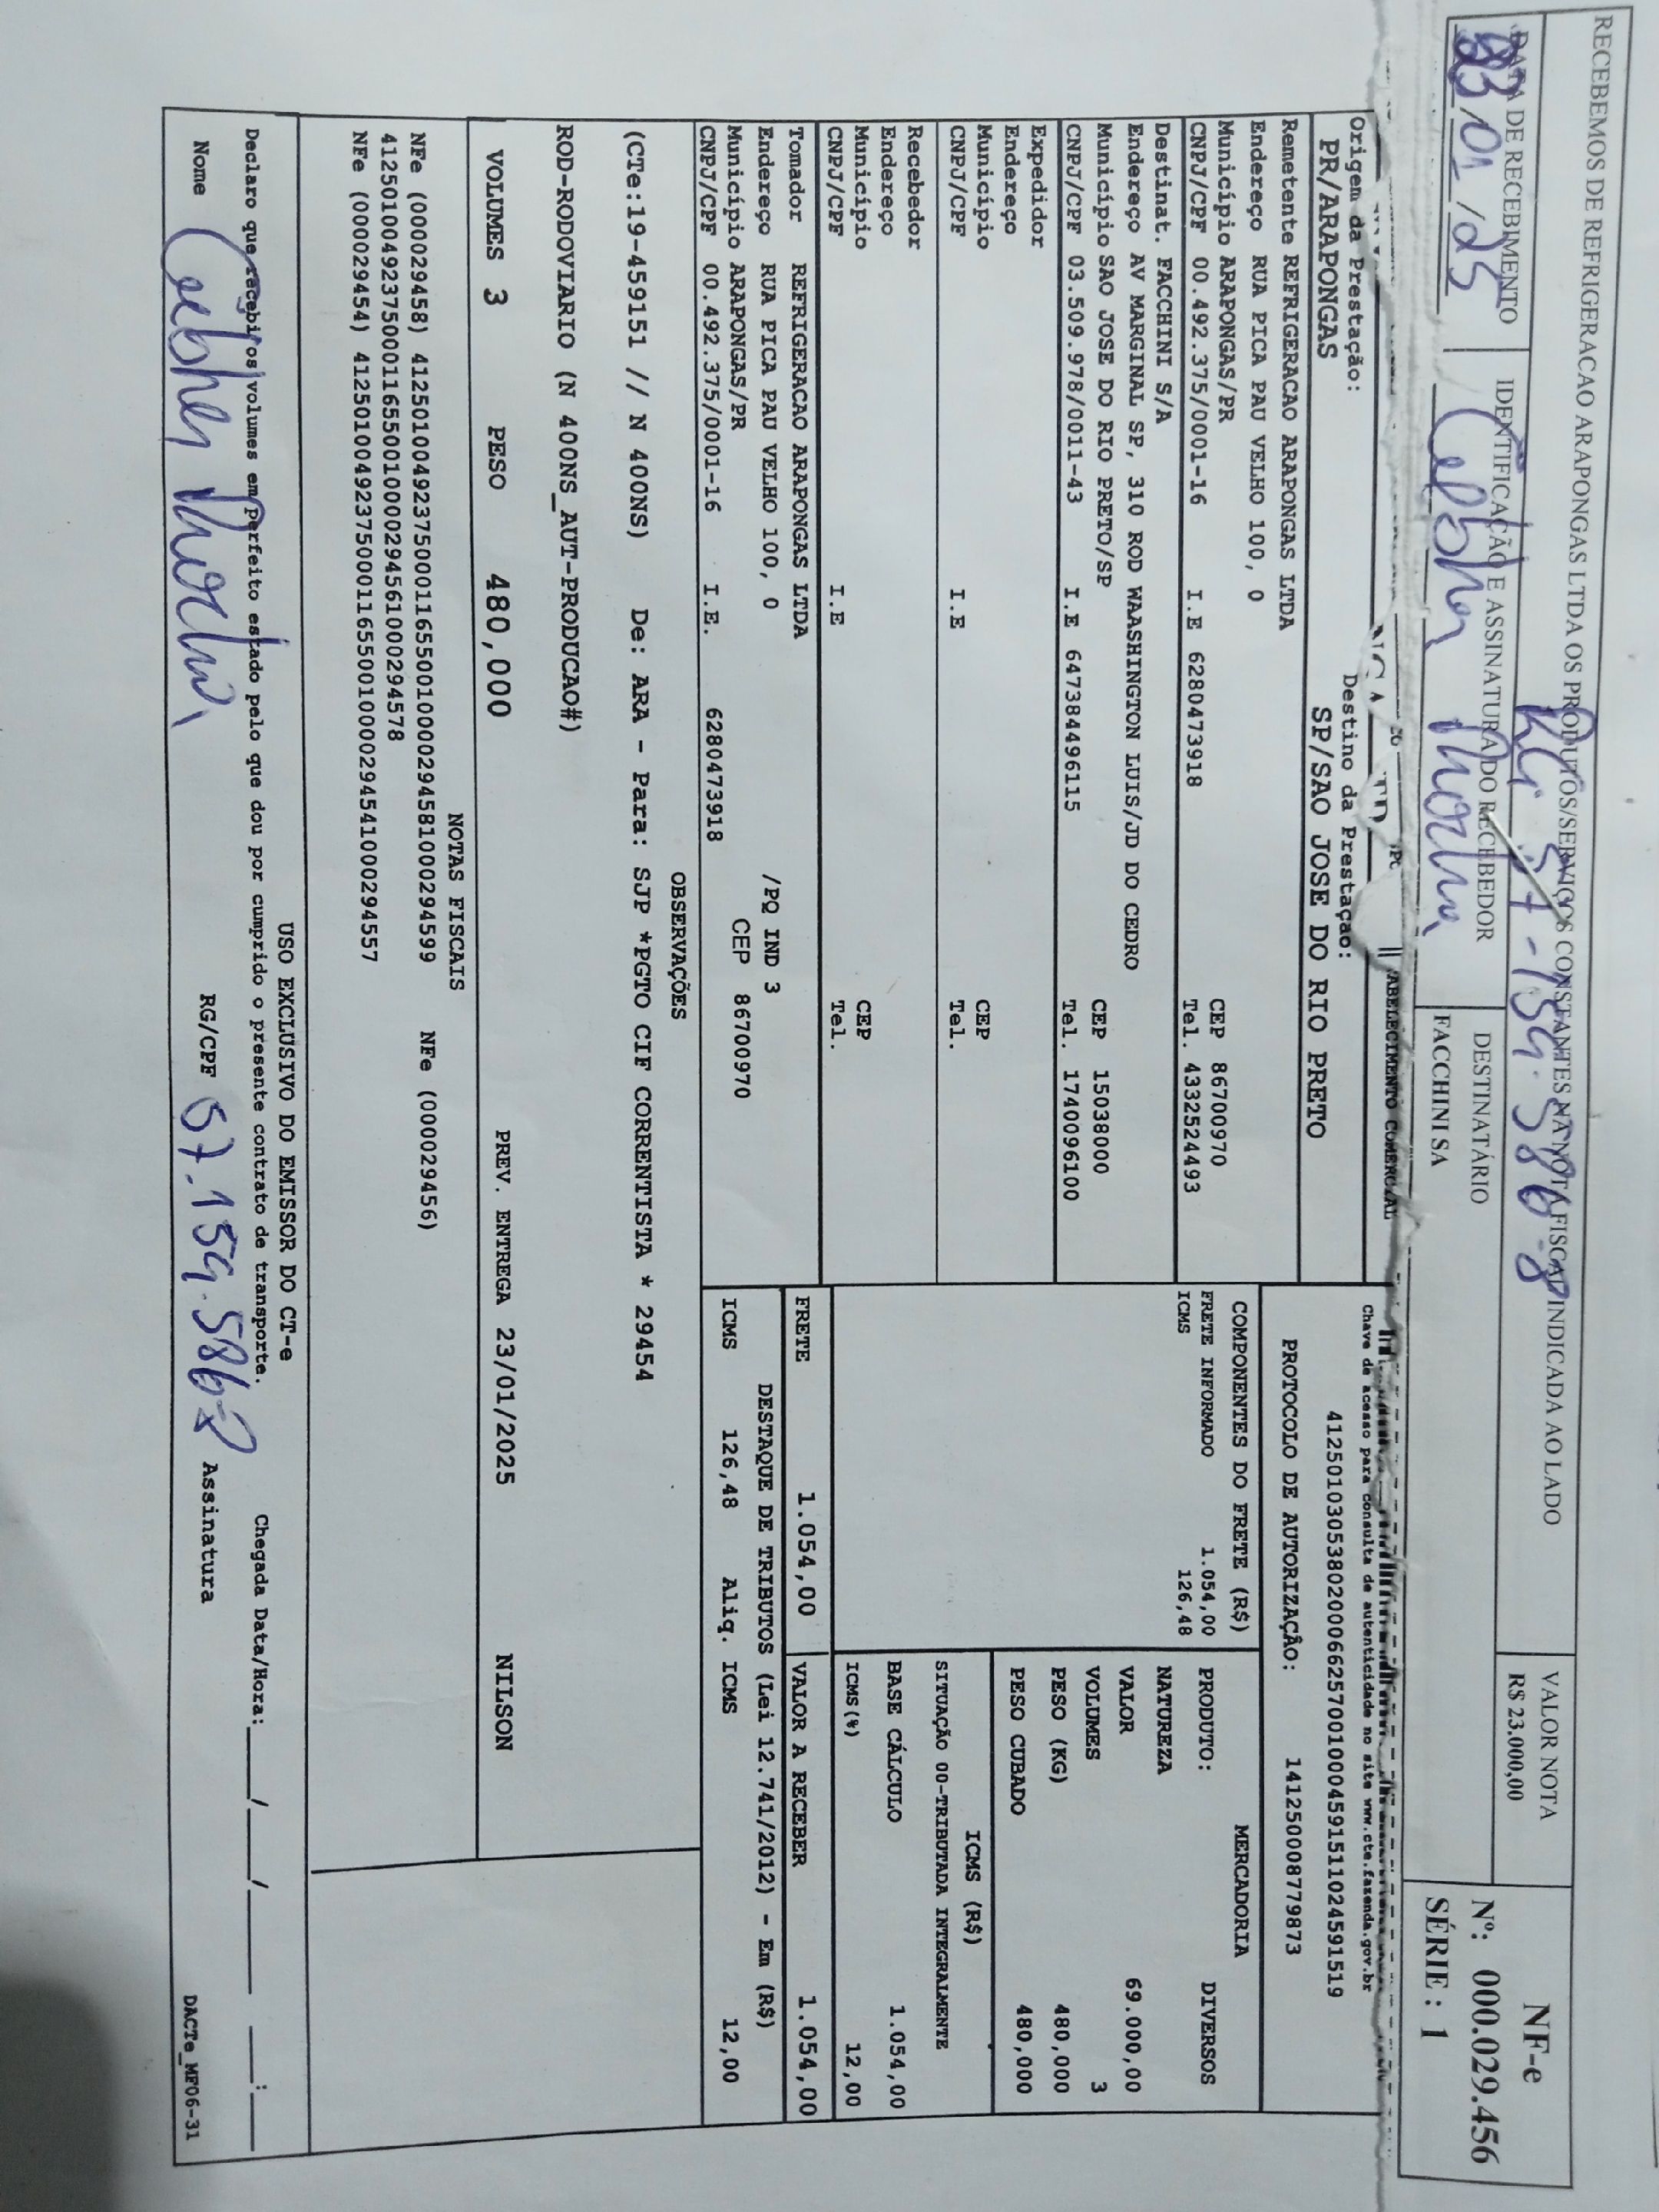 RECEBEMOS DE REFRIGERACAO ARAPONGAS LTDA OS PRODUTOS/SERVIÇOS CONSTANTES NA NOTA FISCAL INDICADA AO LADO
DATA DE RECEBIMENTO
23/01/25
IDENTIFICAÇÃO E ASSINATURA DO RECEBEDOR
DESTINATÁRIO
FACCHINI SA
VALOR NOTA
R$ 23.000,00
NF-e
Nº: 000.029.456
SÉRIE : 1
ABELECIMENTO COMERCIAL
Chave de acesso para consulta de autenticidade no site www.cte.fazenda.gov.br
41250103053802000662570010004591511024591519
Origem da Prestação:
PR/ARAPONGAS
Destino da Prestação:
SP/SAO JOSE DO RIO PRETO
PROTOCOLO DE AUTORIZAÇÃO: 141250008779873
Remetente REFRIGERACAO ARAPONGAS LTDA
Endereço RUA PICA PAU VELHO 100, 0
Município ARAPONGAS/PR CEP 86700970
CNPJ/CPF 00.492.375/0001-16 I.E 6280473918 Tel. 4332524493
Destinat. FACCHINI S/A
Endereço AV MARGINAL SP, 310 ROD WAASHINGTON LUIS/JD DO CEDRO
Município SAO JOSE DO RIO PRETO/SP CEP 15038000
CNPJ/CPF 03.509.978/0011-43 I.E 647384496115 Tel. 1740096100
Expedidor
Endereço
Município CEP
CNPJ/CPF I.E Tel.
Recebedor
Endereço
Município CEP
CNPJ/CPF I.E Tel.
Tomador REFRIGERACAO ARAPONGAS LTDA
Endereço RUA PICA PAU VELHO 100, 0 /PQ IND 3
Município ARAPONGAS/PR CEP 86700970
CNPJ/CPF 00.492.375/0001-16 I.E. 6280473918
COMPONENTES DO FRETE (R$)
FRETE INFORMADO 1.054,00
ICMS 126,48
MERCADORIA
PRODUTO: DIVERSOS
NATUREZA
VALOR 69.000,00
VOLUMES 3
PESO (KG) 480,000
PESO CUBADO 480,000
ICMS (R$)
SITUAÇÃO 00-TRIBUTADA INTEGRALMENTE
BASE CÁLCULO 1.054,00
ICMS(%) 12,00
FRETE 1.054,00 VALOR A RECEBER 1.054,00
DESTAQUE DE TRIBUTOS (Lei 12.741/2012) - Em (R$)
ICMS 126,48 Aliq. ICMS 12,00
OBSERVAÇÕES
(CTe:19-459151 // N 400NS) De: ARA - Para: SJP *PGTO CIF CORRENTISTA * 29454
ROD-RODOVIARIO (N 400NS_AUT-PRODUCAO#)
VOLUMES 3 PESO 480,000 PREV. ENTREGA 23/01/2025 NILSON
NOTAS FISCAIS
NFe (000029458) 41250100492375000116550010000294581000294599 NFe (000029456)
41250100492375000116550010000294561000294578
NFe (000029454) 41250100492375000116550010000294541000294557
USO EXCLUSIVO DO EMISSOR DO CT-e
Declaro que recebi os volumes em perfeito estado pelo que dou por cumprido o presente contrato de transporte. Chegada Data/Hora:____/____/______ ___:___
Nome RG/CPF 57.159.586-8 Assinatura
DACTe_MF06-31